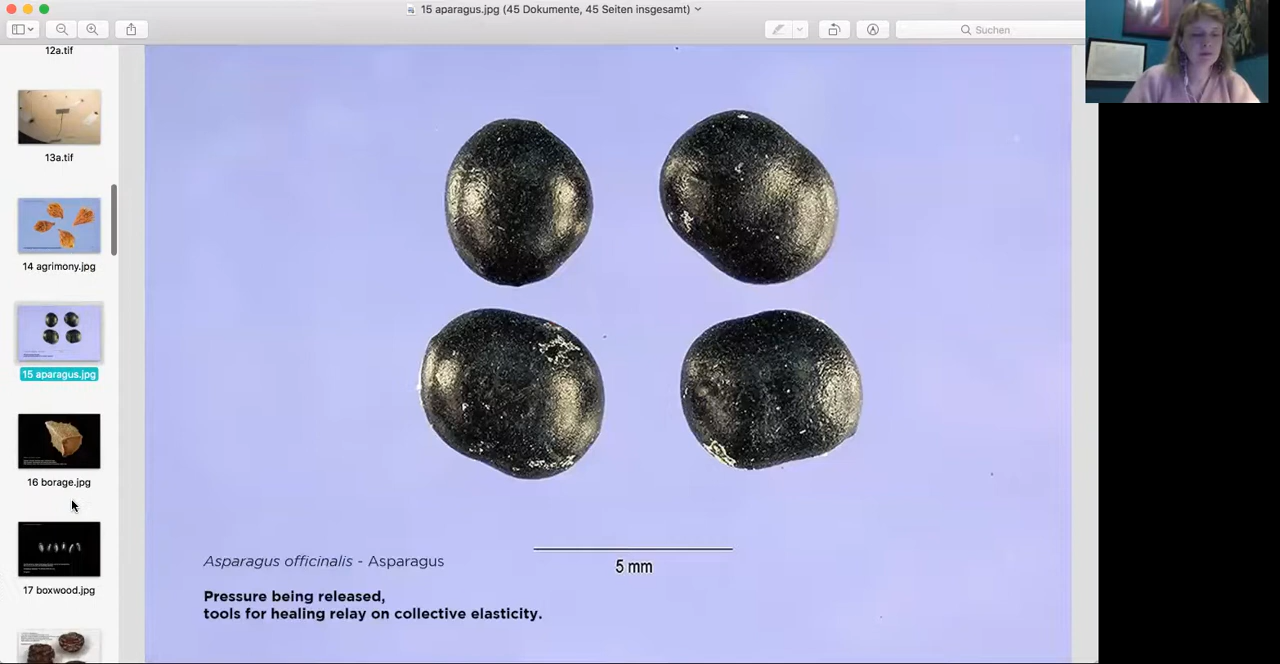 15 aparagus.jpg (45 Dokumente, 45 Seiten insgesamt)
Suchen
12a.tif
13a.tif
14 agrimony.jpg
15 aparagus.jpg
16 borage.jpg
17 boxwood.jpg
5 mm
Asparagus officinalis - Asparagus
Pressure being released,
tools for healing relay on collective elasticity.